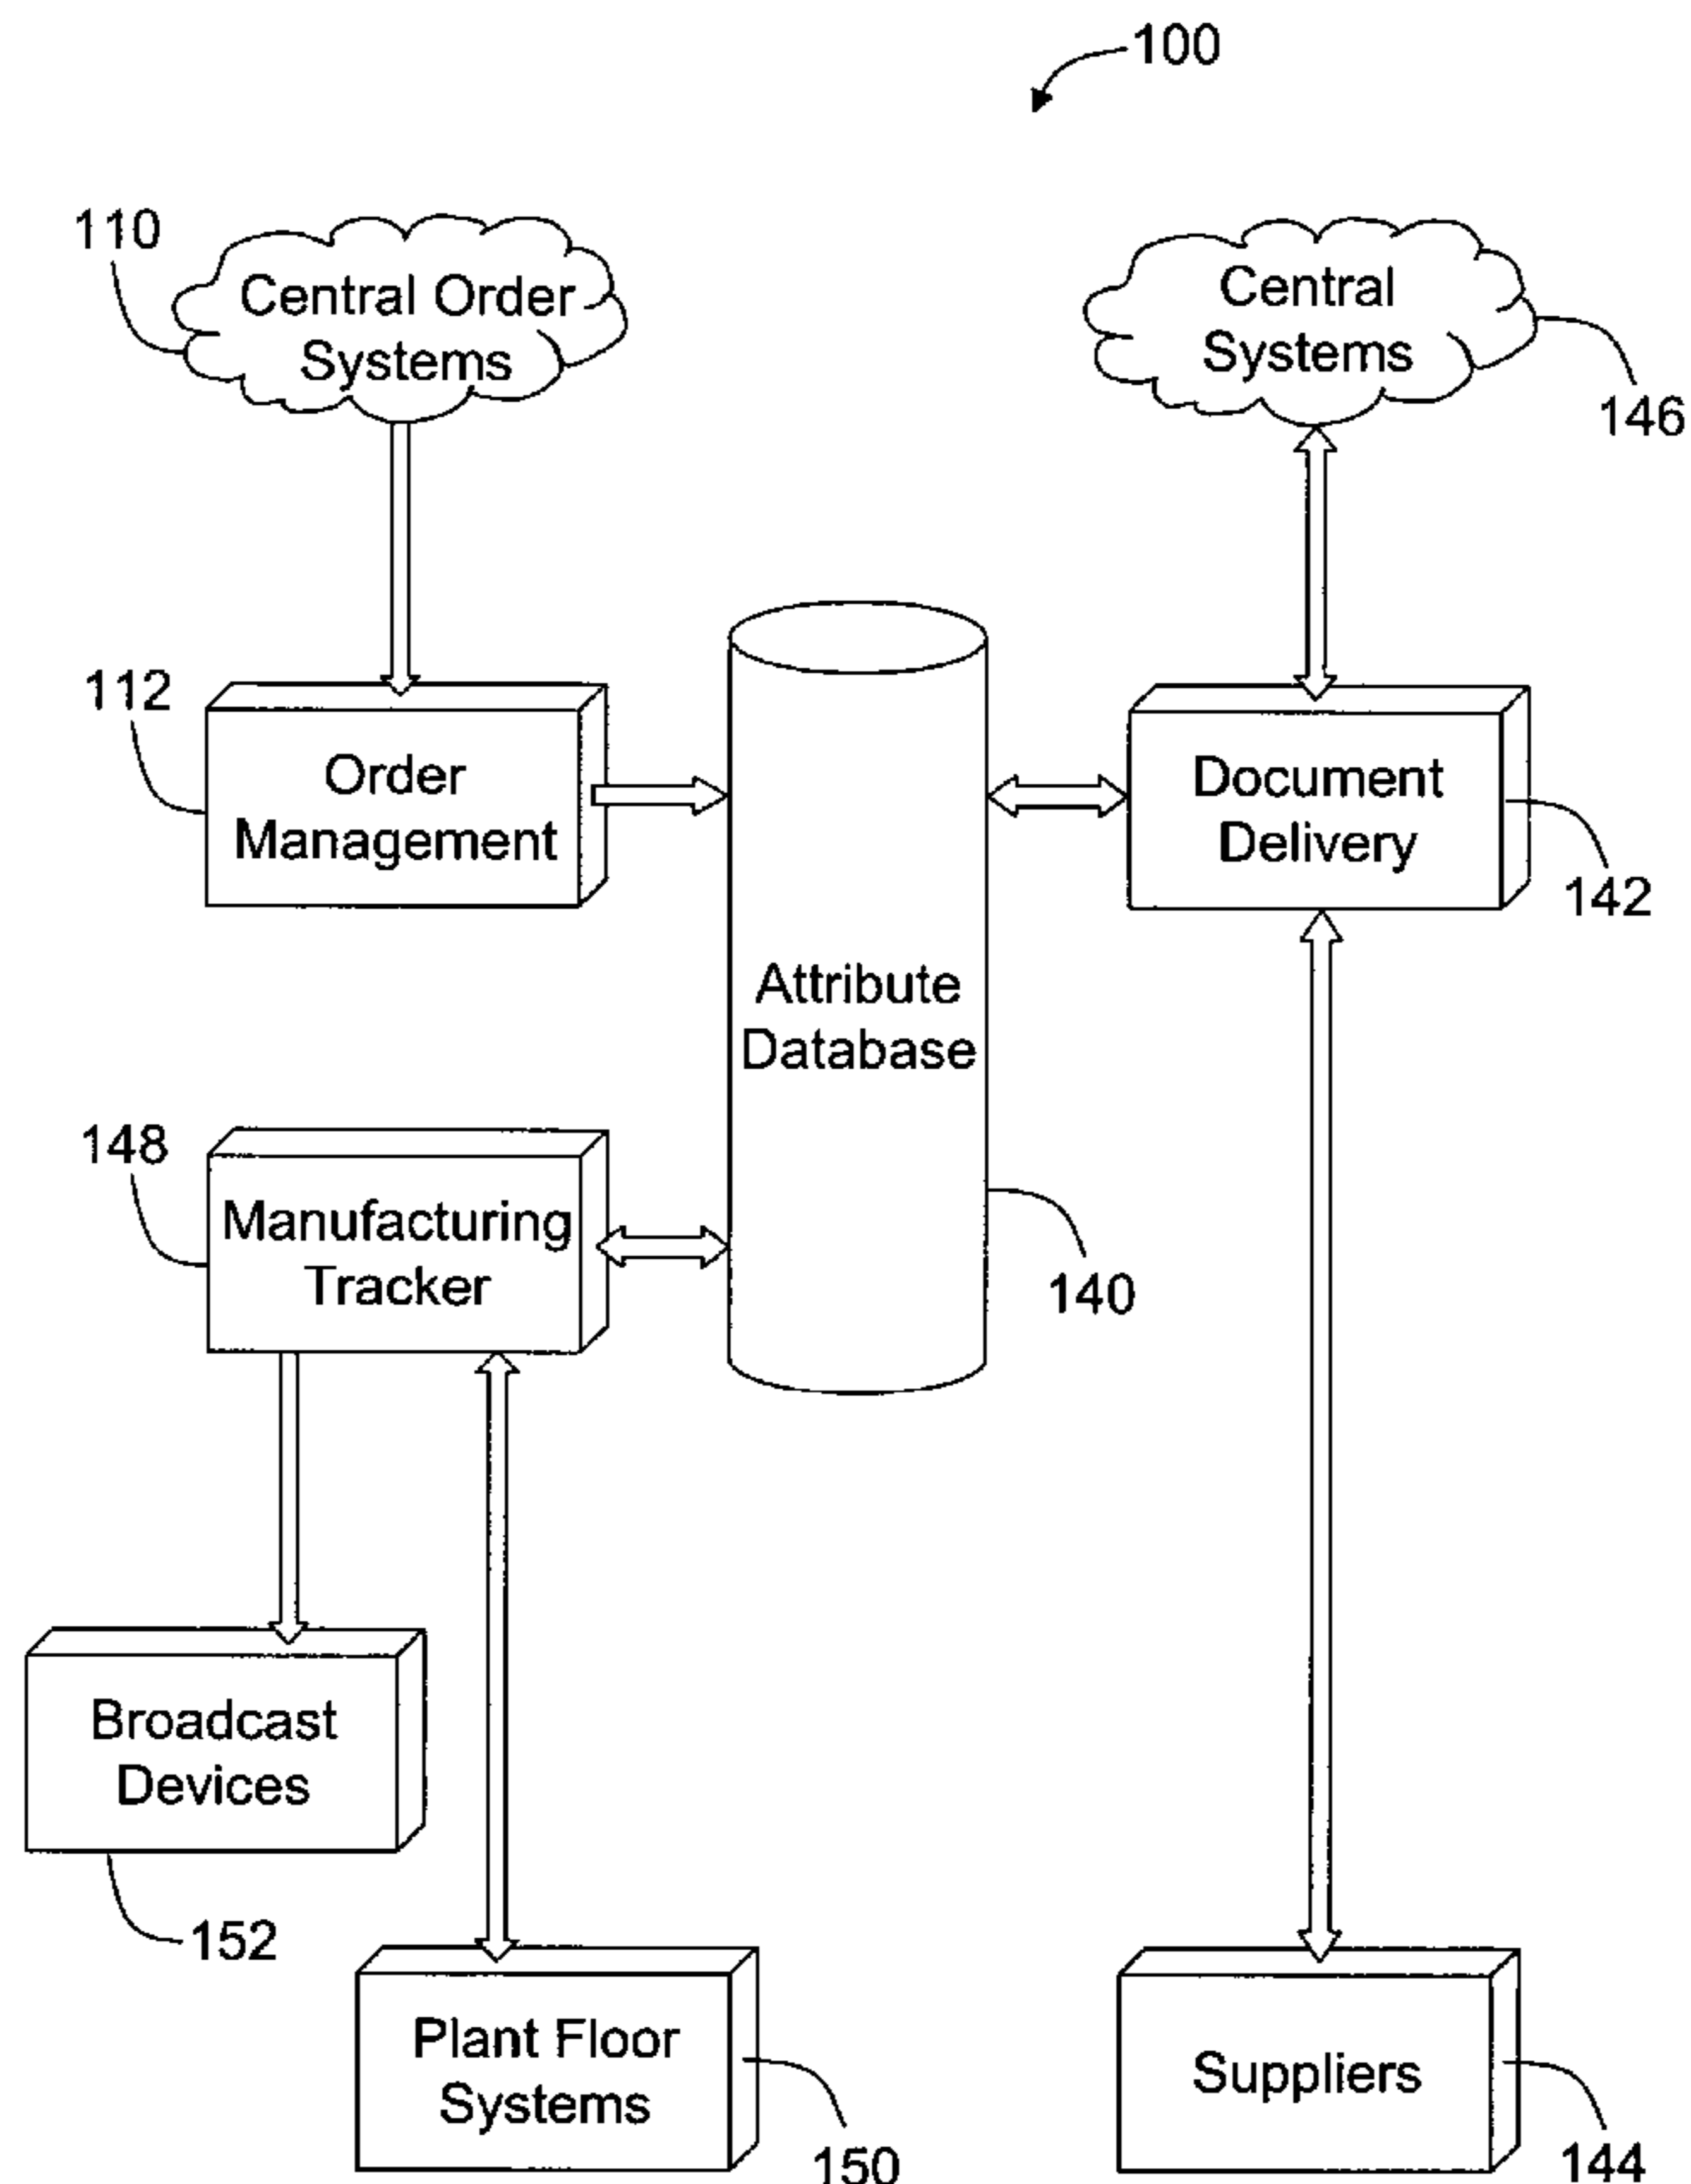 100
110
Central Order
Systems
Central
Systems
146
112
Order
Management
Document
Delivery
142
Attribute
Database
148
Manufacturing
Tracker
140
Broadcast
Devices
152
Plant Floor
Systems
150
Suppliers
144